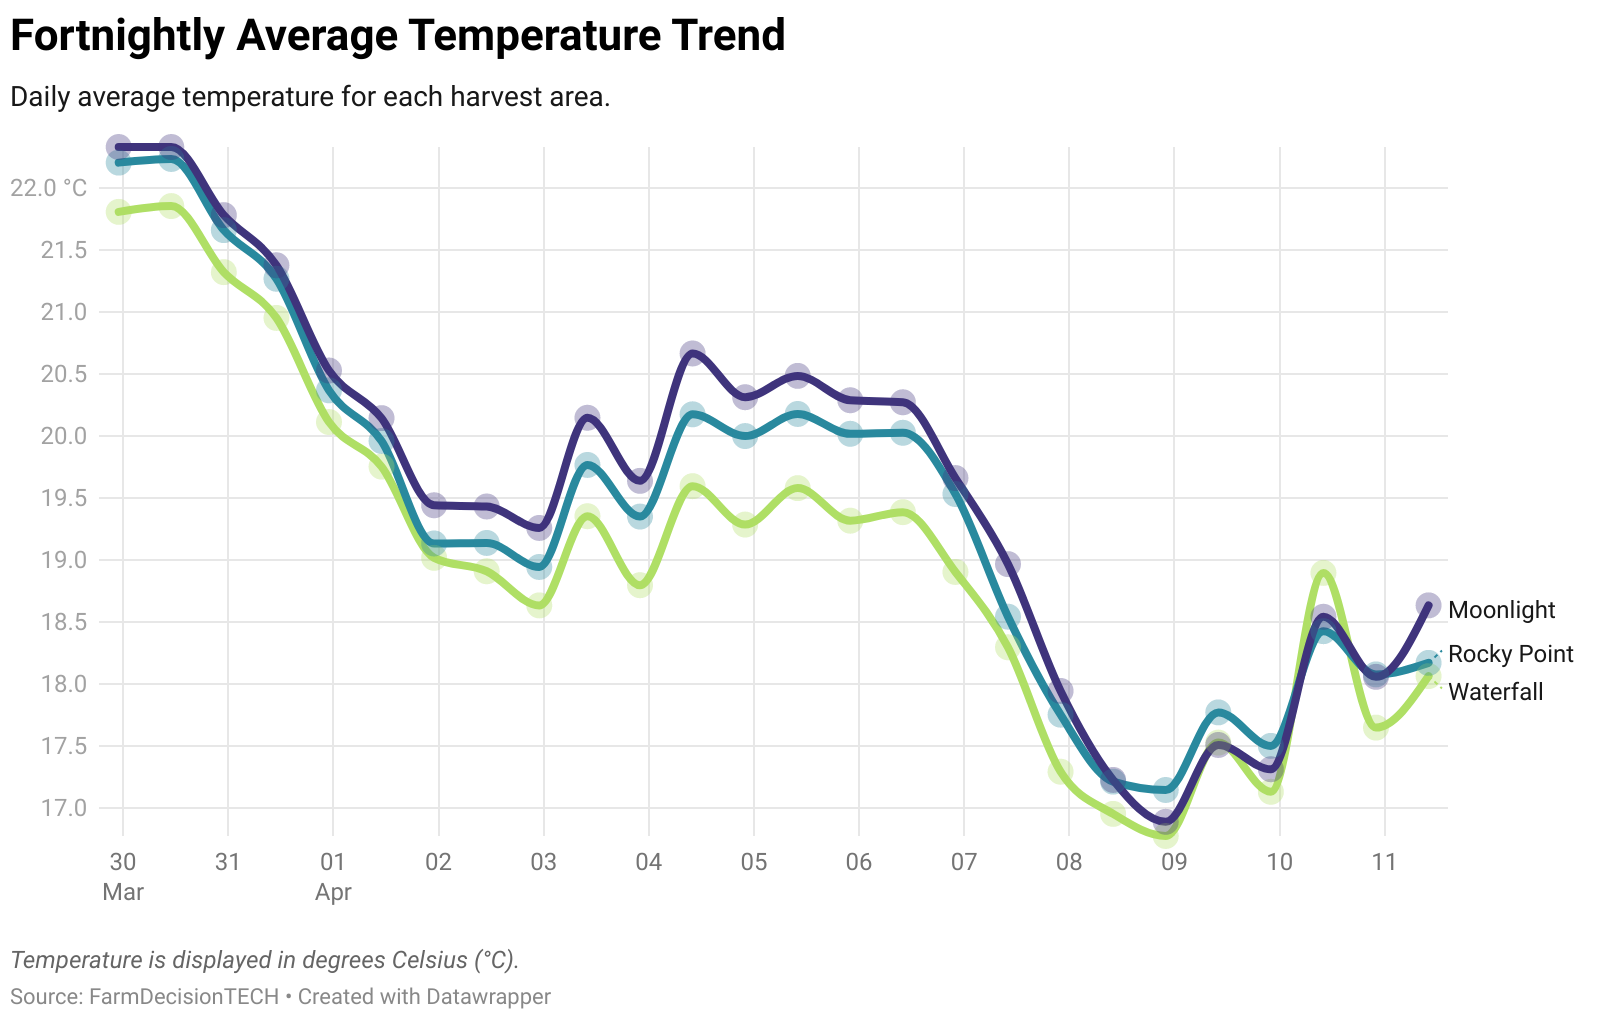 Fortnightly Average Temperature Trend
Daily average temperature for each harvest area.
22.0 °C
21.5
21.0
20.5
20.0
19.5
19.0
18.5
18.0
17.5
17.0
Moonlight
Rocky Point
Waterfall
30 31 01 02 03 04 05 06 07 08 09 10 11
Mar Apr
Temperature is displayed in degrees Celsius (°C).
Source: FarmDecisionTECH • Created with Datawrapper